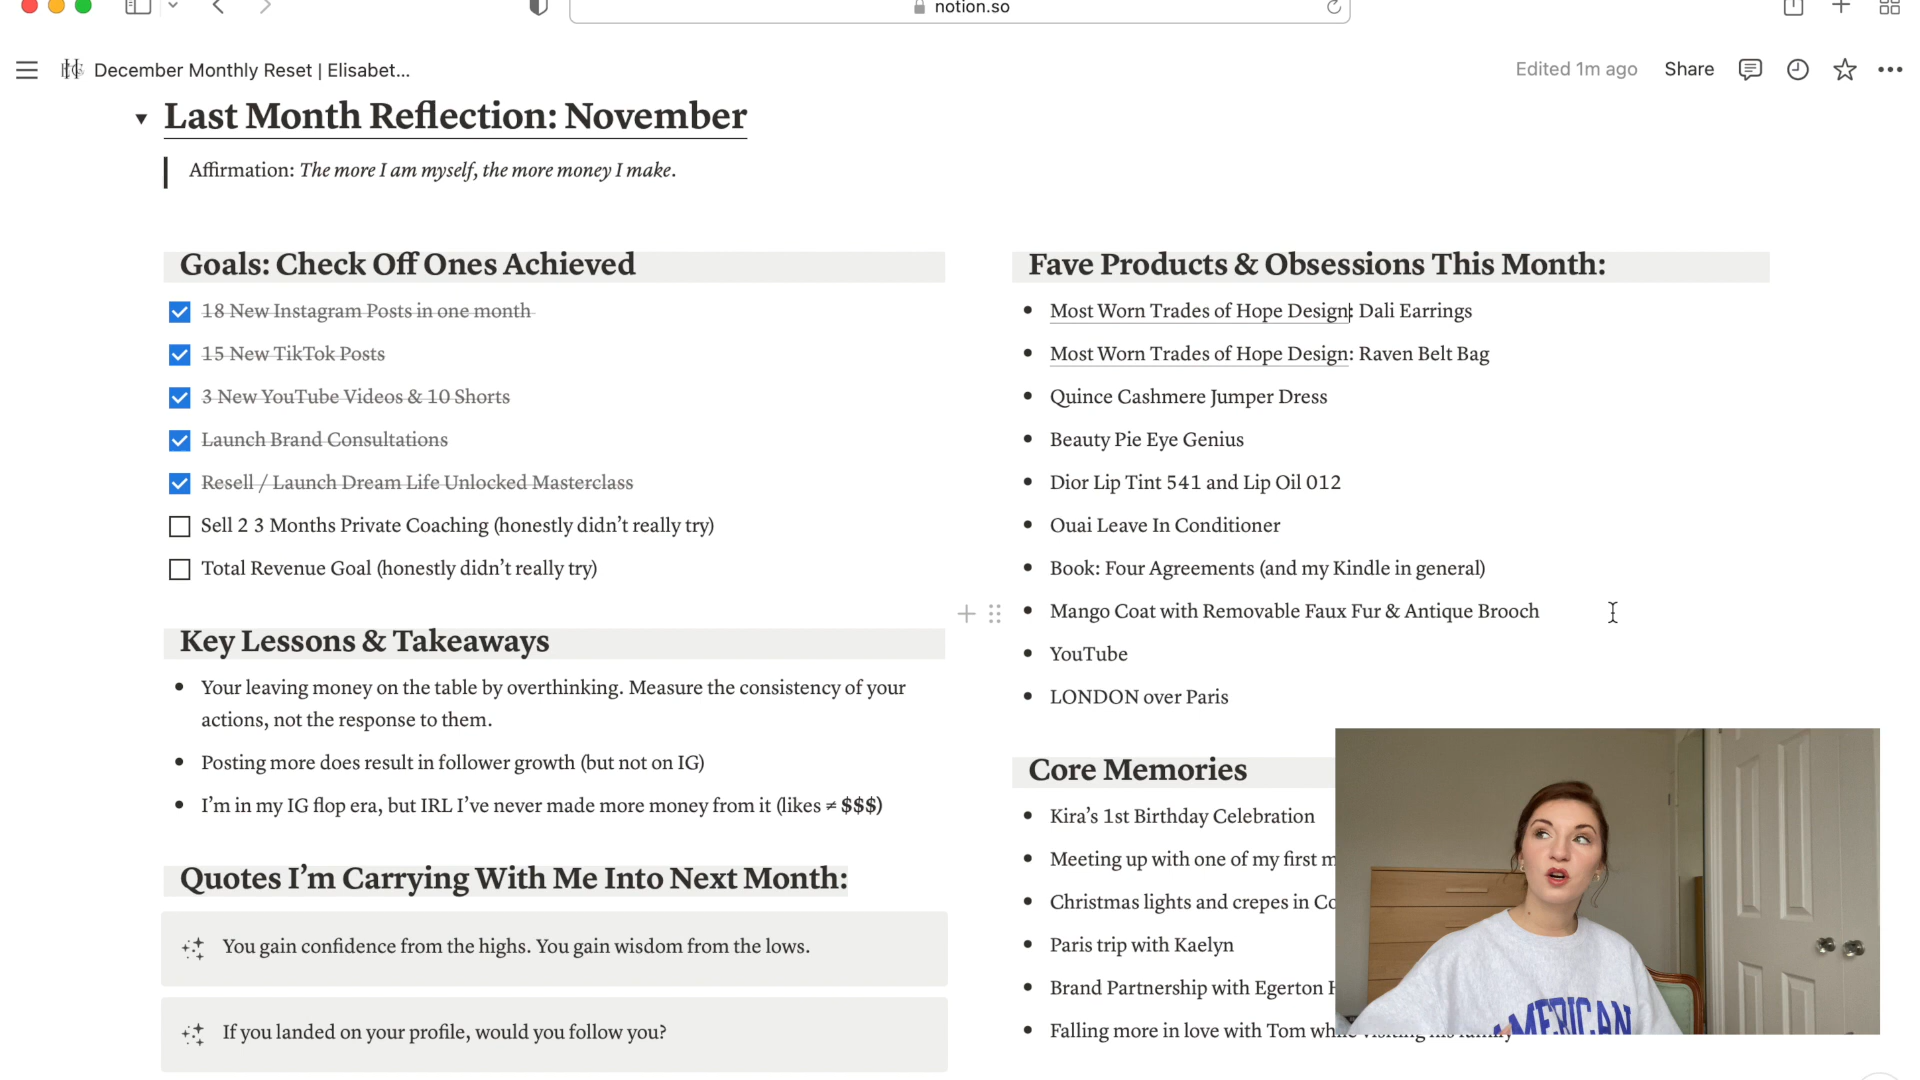 notion.so
December Monthly Reset | Elisabet...
Edited 1m ago
Share
Last Month Reflection: November
Affirmation: The more I am myself, the more money I make.
Goals: Check Off Ones Achieved
18 New Instagram Posts in one month
15 New TikTok Posts
3 New YouTube Videos & 10 Shorts
Launch Brand Consultations
Resell / Launch Dream Life Unlocked Masterclass
Sell 2 3 Months Private Coaching (honestly didn't really try)
Total Revenue Goal (honestly didn't really try)
Key Lessons & Takeaways
Your leaving money on the table by overthinking. Measure the consistency of your
actions, not the response to them.
Posting more does result in follower growth (but not on IG)
I'm in my IG flop era, but IRL I've never made more money from it (likes ≠ $$$)
Quotes I'm Carrying With Me Into Next Month:
You gain confidence from the highs. You gain wisdom from the lows.
If you landed on your profile, would you follow you?
Fave Products & Obsessions This Month:
Most Worn Trades of Hope Design: Dali Earrings
Most Worn Trades of Hope Design: Raven Belt Bag
Quince Cashmere Jumper Dress
Beauty Pie Eye Genius
Dior Lip Tint 541 and Lip Oil 012
Ouai Leave In Conditioner
Book: Four Agreements (and my Kindle in general)
Mango Coat with Removable Faux Fur & Antique Brooch
YouTube
LONDON over Paris
Core Memories
Kira's 1st Birthday Celebration
Meeting up with one of my first
Christmas lights and crepes in
Paris trip with Kaelyn
Brand Partnership with Egerton
Falling more in love with Tom while visiting his family
AMERICAN